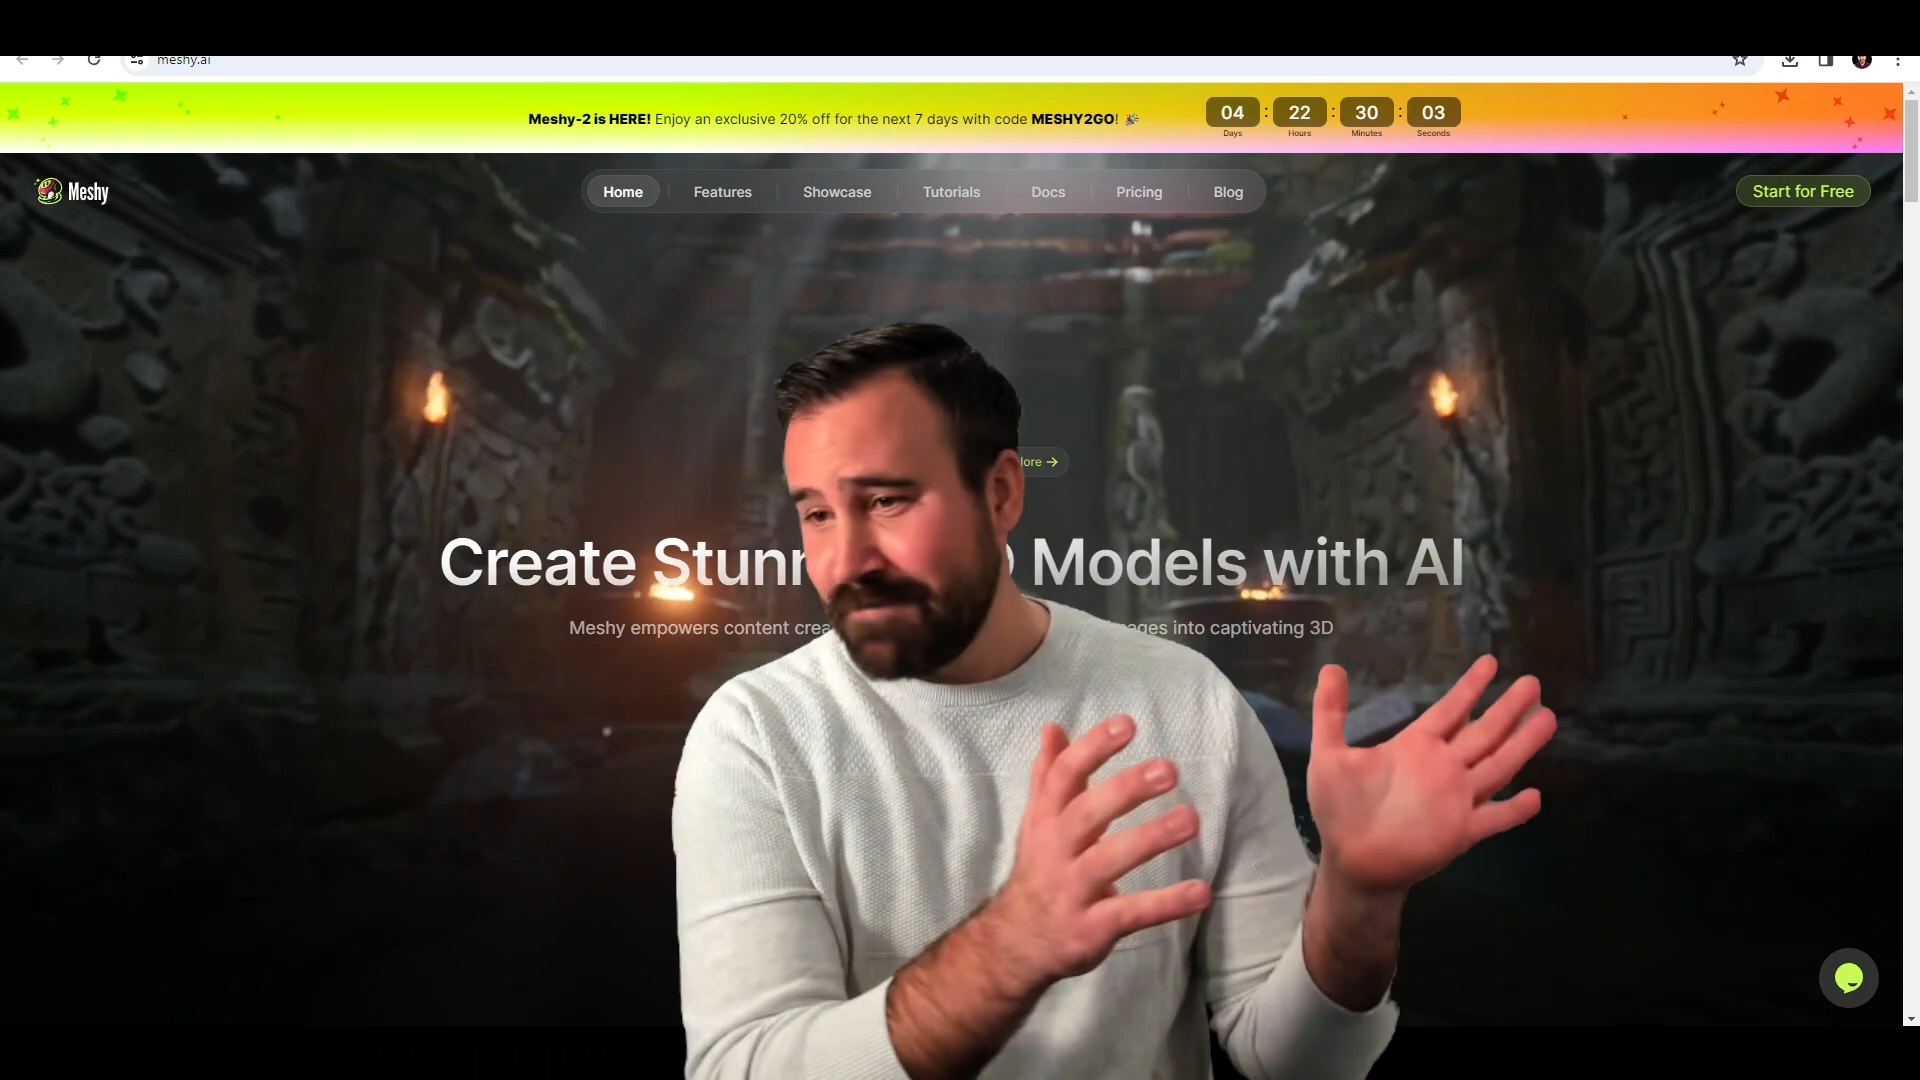 meshy.ai
Meshy-2 is HERE! Enjoy an exclusive 20% off for the next 7 days with code MESHY2GO! 🎉
04 : 22 : 30 : 03
Days Hours Minutes Seconds
Meshy
Home Features Showcase Tutorials Docs Pricing Blog
Start for Free
Create Models with AI
Meshy empowers content into captivating 3D